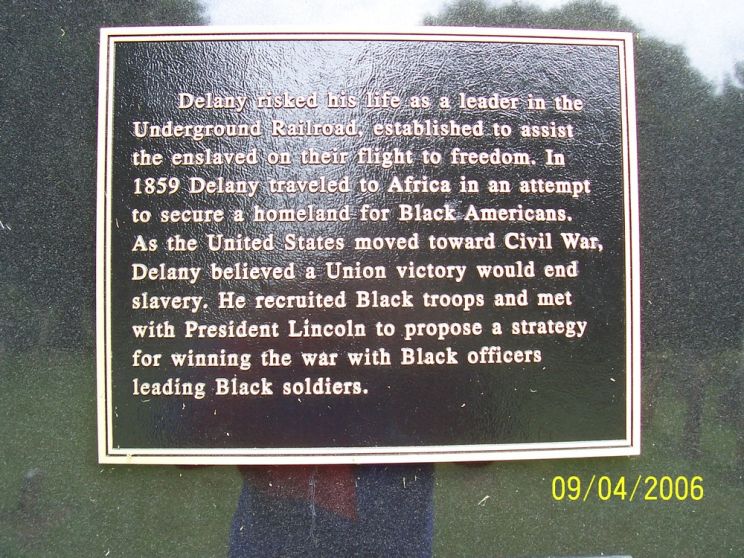 Delany risked his life as a leader in the
Underground Railroad, established to assist
the enslaved on their flight to freedom. In
1859 Delany traveled to Africa in an attempt
to secure a homeland for Black Americans.
As the United States moved toward Civil War,
Delany believed a Union victory would end
slavery. He recruited Black troops and met
with President Lincoln to propose a strategy
for winning the war with Black officers
leading Black soldiers.
09/04/2006